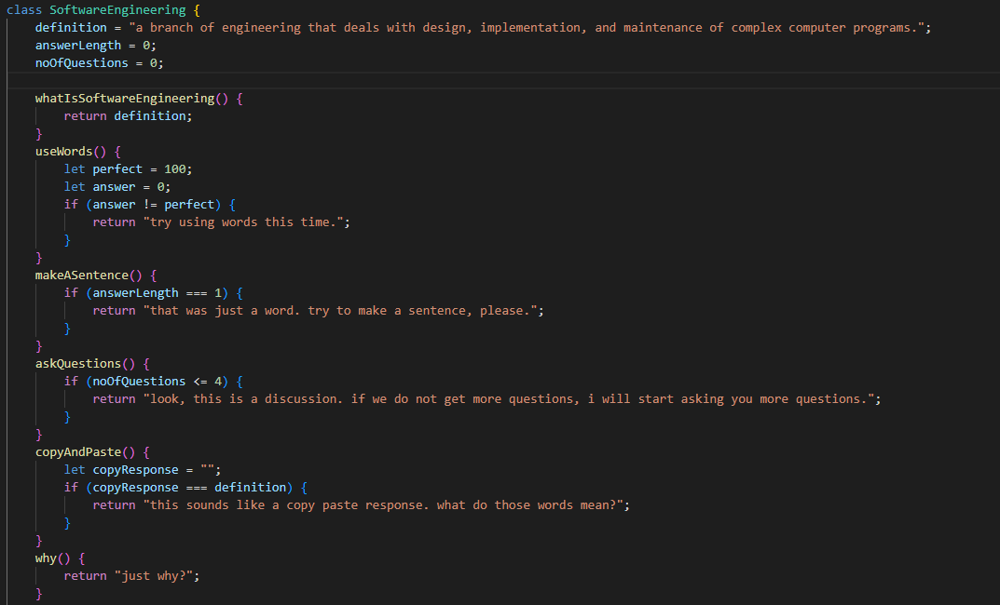 class SoftwareEngineering {
    definition = "a branch of engineering that deals with design, implementation, and maintenance of complex computer programs.";
    answerLength = 0;
    noOfQuestions = 0;

    whatIsSoftwareEngineering() {
        return definition;
    }
    useWords() {
        let perfect = 100;
        let answer = 0;
        if (answer != perfect) {
            return "try using words this time.";
        }
    }
    makeASentence() {
        if (answerLength === 1) {
            return "that was just a word. try to make a sentence, please.";
        }
    }
    askQuestions() {
        if (noOfQuestions <= 4) {
            return "look, this is a discussion. if we do not get more questions, i will start asking you more questions.";
        }
    }
    copyAndPaste() {
        let copyResponse = "";
        if (copyResponse === definition) {
            return "this sounds like a copy paste response. what do those words mean?";
        }
    }
    why() {
        return "just why?";
    }